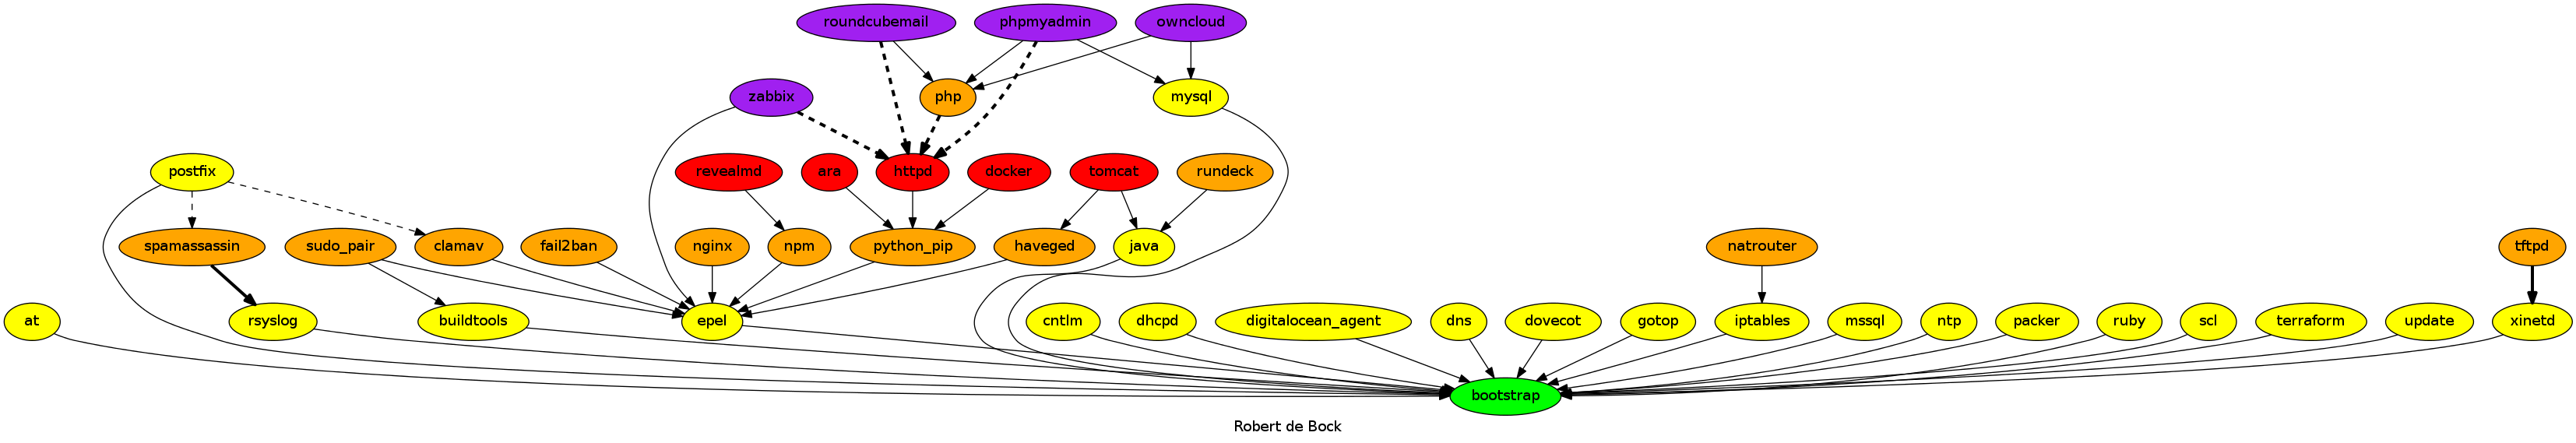 roundcubemail phpmyadmin owncloud
zabbix php mysql
postfix revealmd ara httpd docker tomcat rundeck
spamassassin sudo_pair clamav fail2ban nginx npm python_pip haveged java natrouter tftpd
at rsyslog buildtools epel cntlm dhcpd digitalocean_agent dns dovecot gotop iptables mssql ntp packer ruby scl terraform update xinetd
bootstrap
Robert de Bock